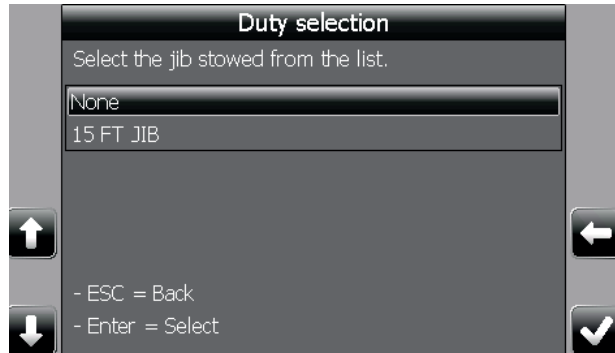 Duty selection
Select the jib stowed from the list.
None
15 FT JIB
- ESC = Back
- Enter = Select